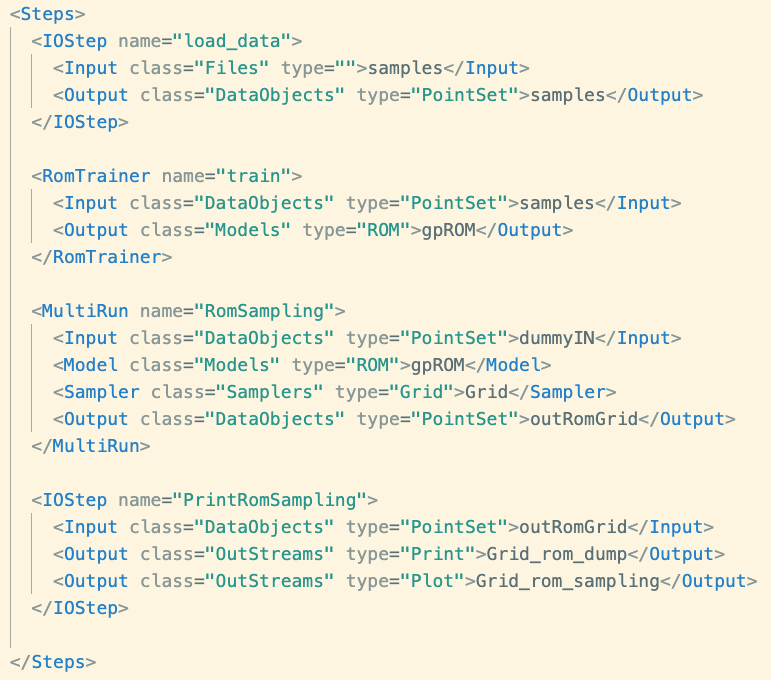 <Steps>
  <IOStep name="load_data">
    <Input class="Files" type="">samples</Input>
    <Output class="DataObjects" type="PointSet">samples</Output>
  </IOStep>

  <RomTrainer name="train">
    <Input class="DataObjects" type="PointSet">samples</Input>
    <Output class="Models" type="ROM">gpROM</Output>
  </RomTrainer>

  <MultiRun name="RomSampling">
    <Input class="DataObjects" type="PointSet">dummyIN</Input>
    <Model class="Models" type="ROM">gpROM</Model>
    <Sampler class="Samplers" type="Grid">Grid</Sampler>
    <Output class="DataObjects" type="PointSet">outRomGrid</Output>
  </MultiRun>

  <IOStep name="PrintRomSampling">
    <Input class="DataObjects" type="PointSet">outRomGrid</Input>
    <Output class="OutStreams" type="Print">Grid_rom_dump</Output>
    <Output class="OutStreams" type="Plot">Grid_rom_sampling</Output>
  </IOStep>

</Steps>